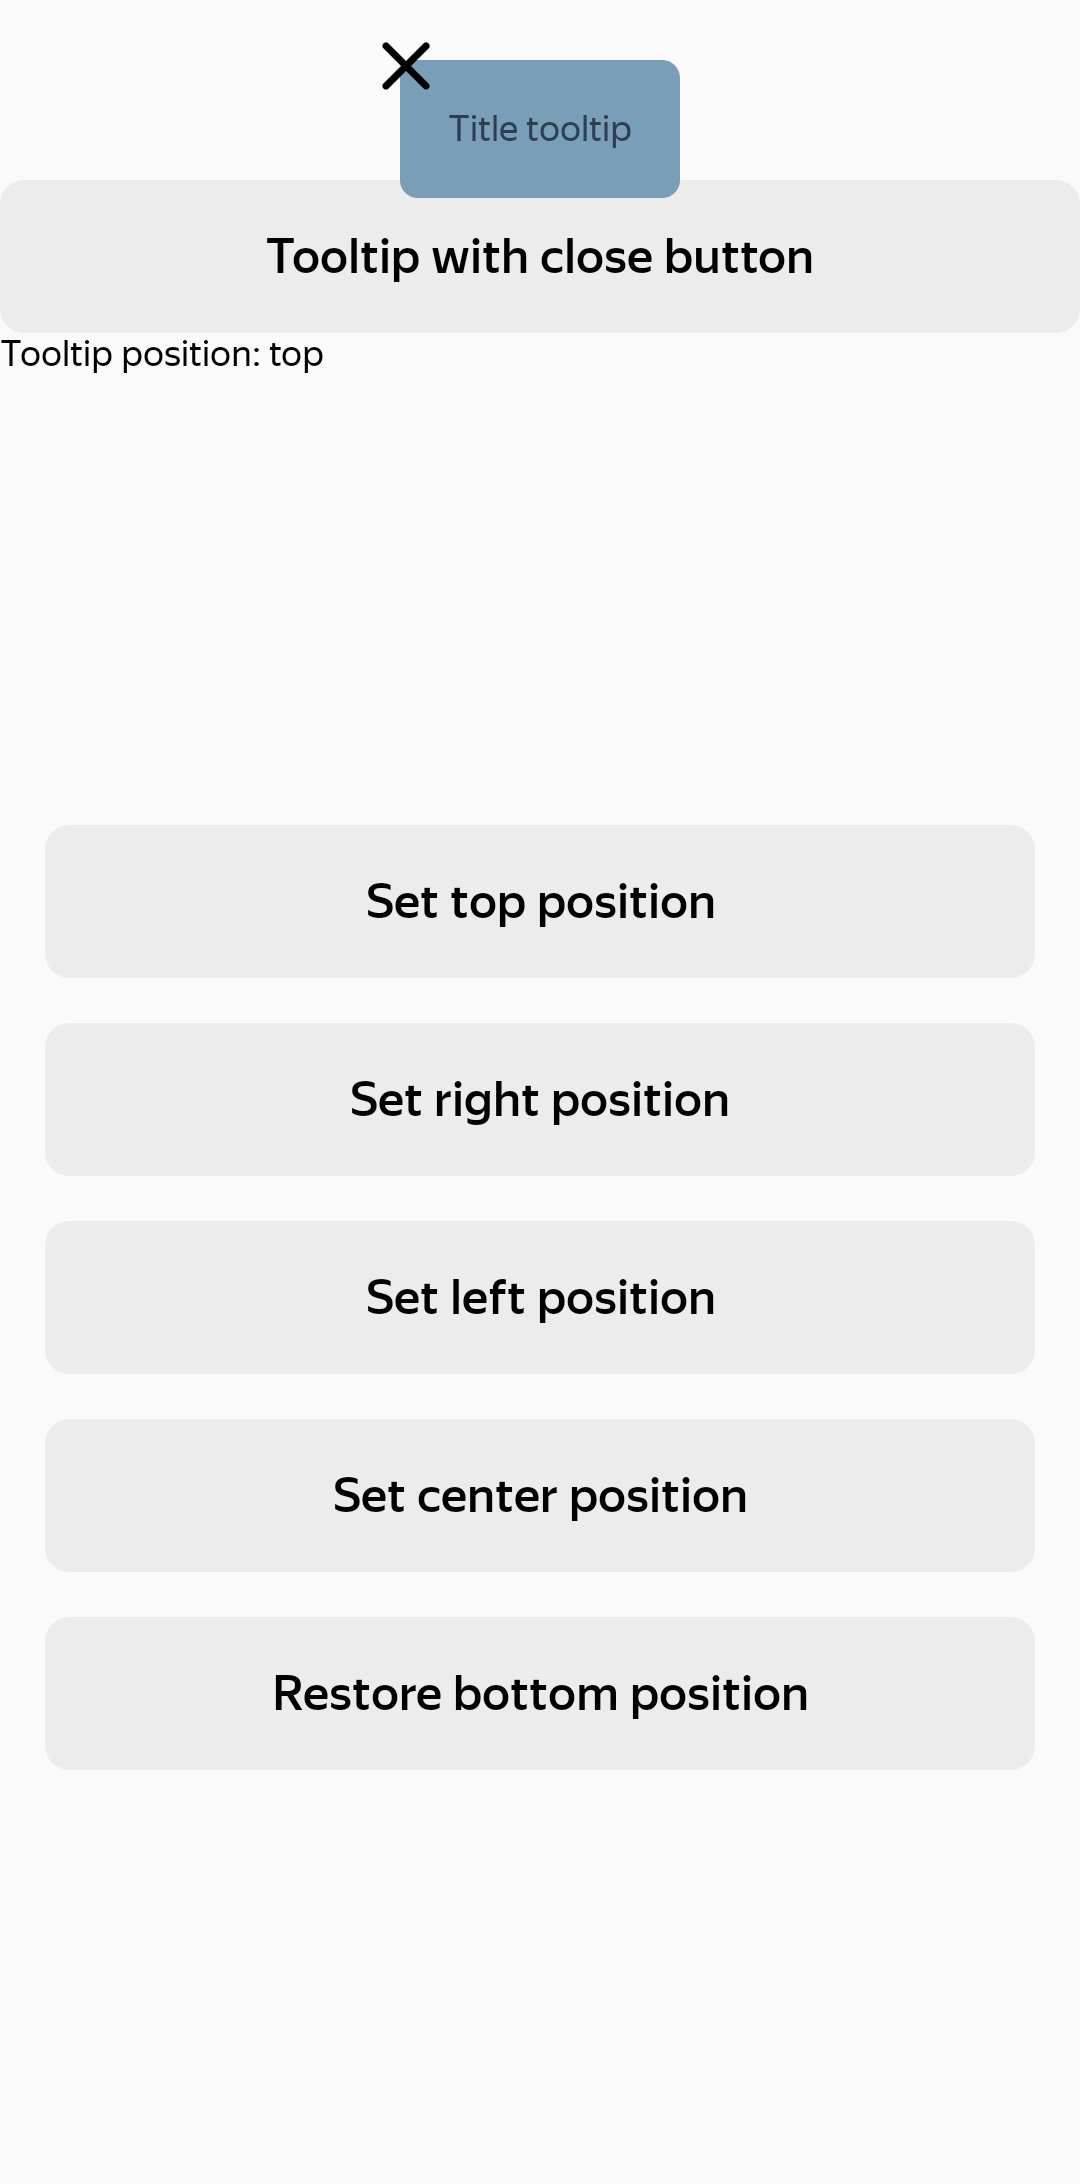 Title tooltip
Tooltip with close button
Tooltip position: top
Set top position
Set right position
Set left position
Set center position
Restore bottom position